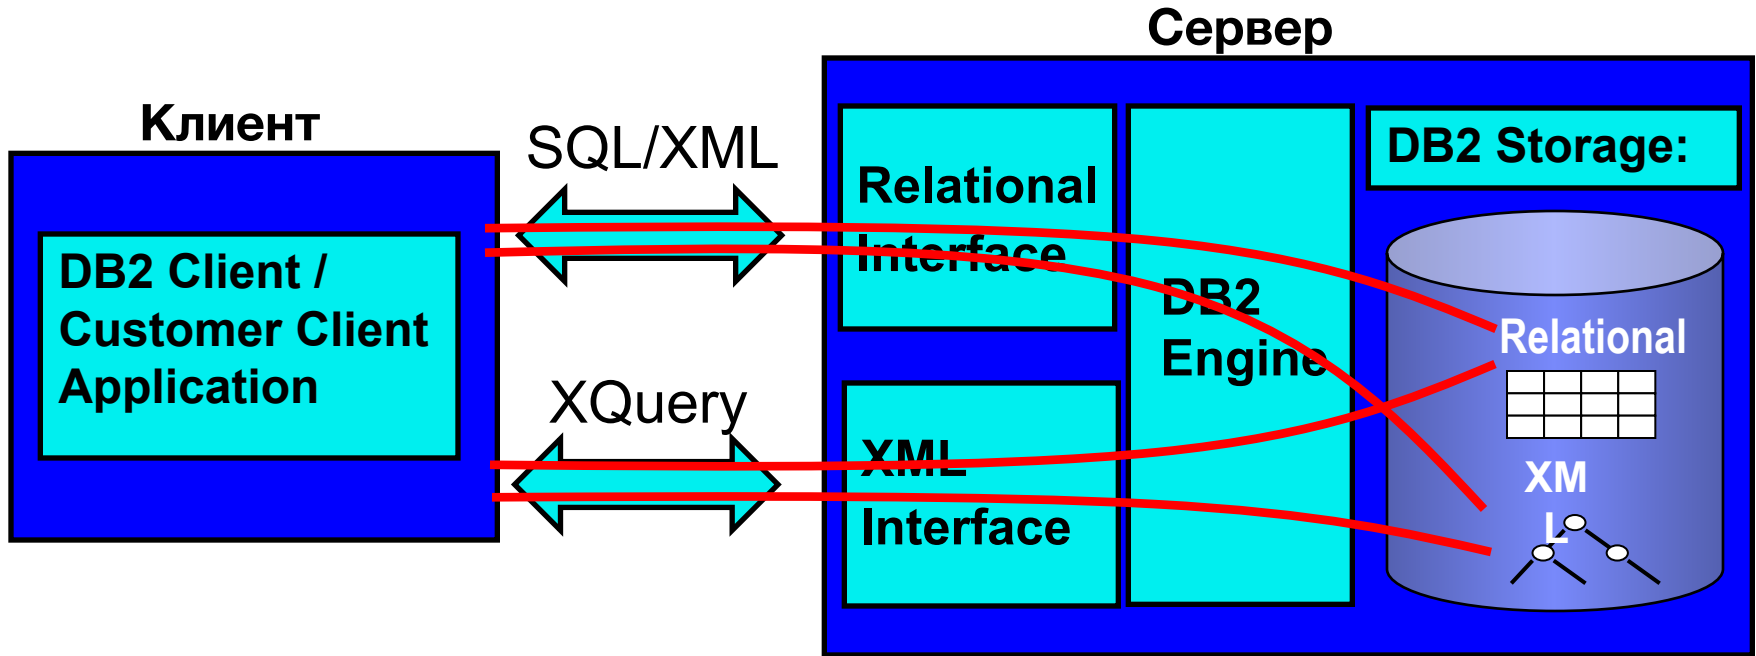 Сервер
Клиент
SQL/XML
DB2 Client /
Customer Client
Application
XQuery
Relational
Interface
XML
Interface
DB2
Engine
DB2 Storage:
Relational
XM
L